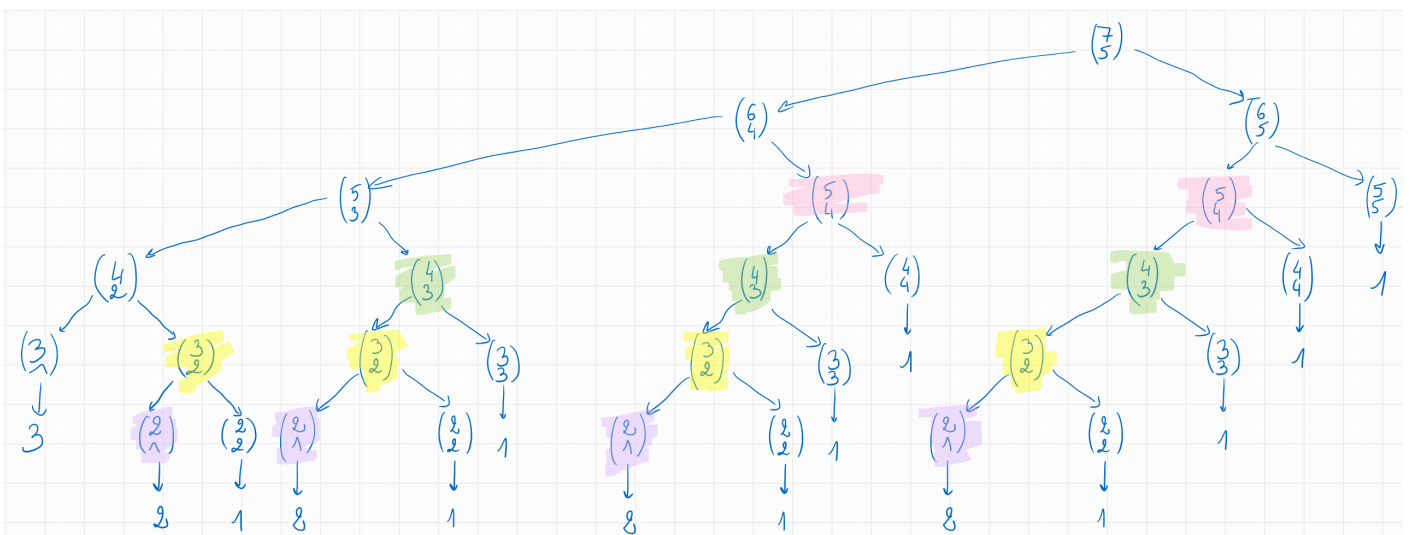 (7 5)
(6 4) (6 5)
(5 3) (5 4) (5 4) (5 5)
(4 2) (4 3) (4 3) (4 4) (4 3) (4 4) 1
(3 1) (3 2) (3 2) (3 3) (3 2) (3 3) 1 (3 2) (3 3) 1
3 (2 1) (2 2) (2 1) (2 2) 1 (2 1) (2 2) 1 (2 1) (2 2) 1
2 1 2 1 2 1 2 1